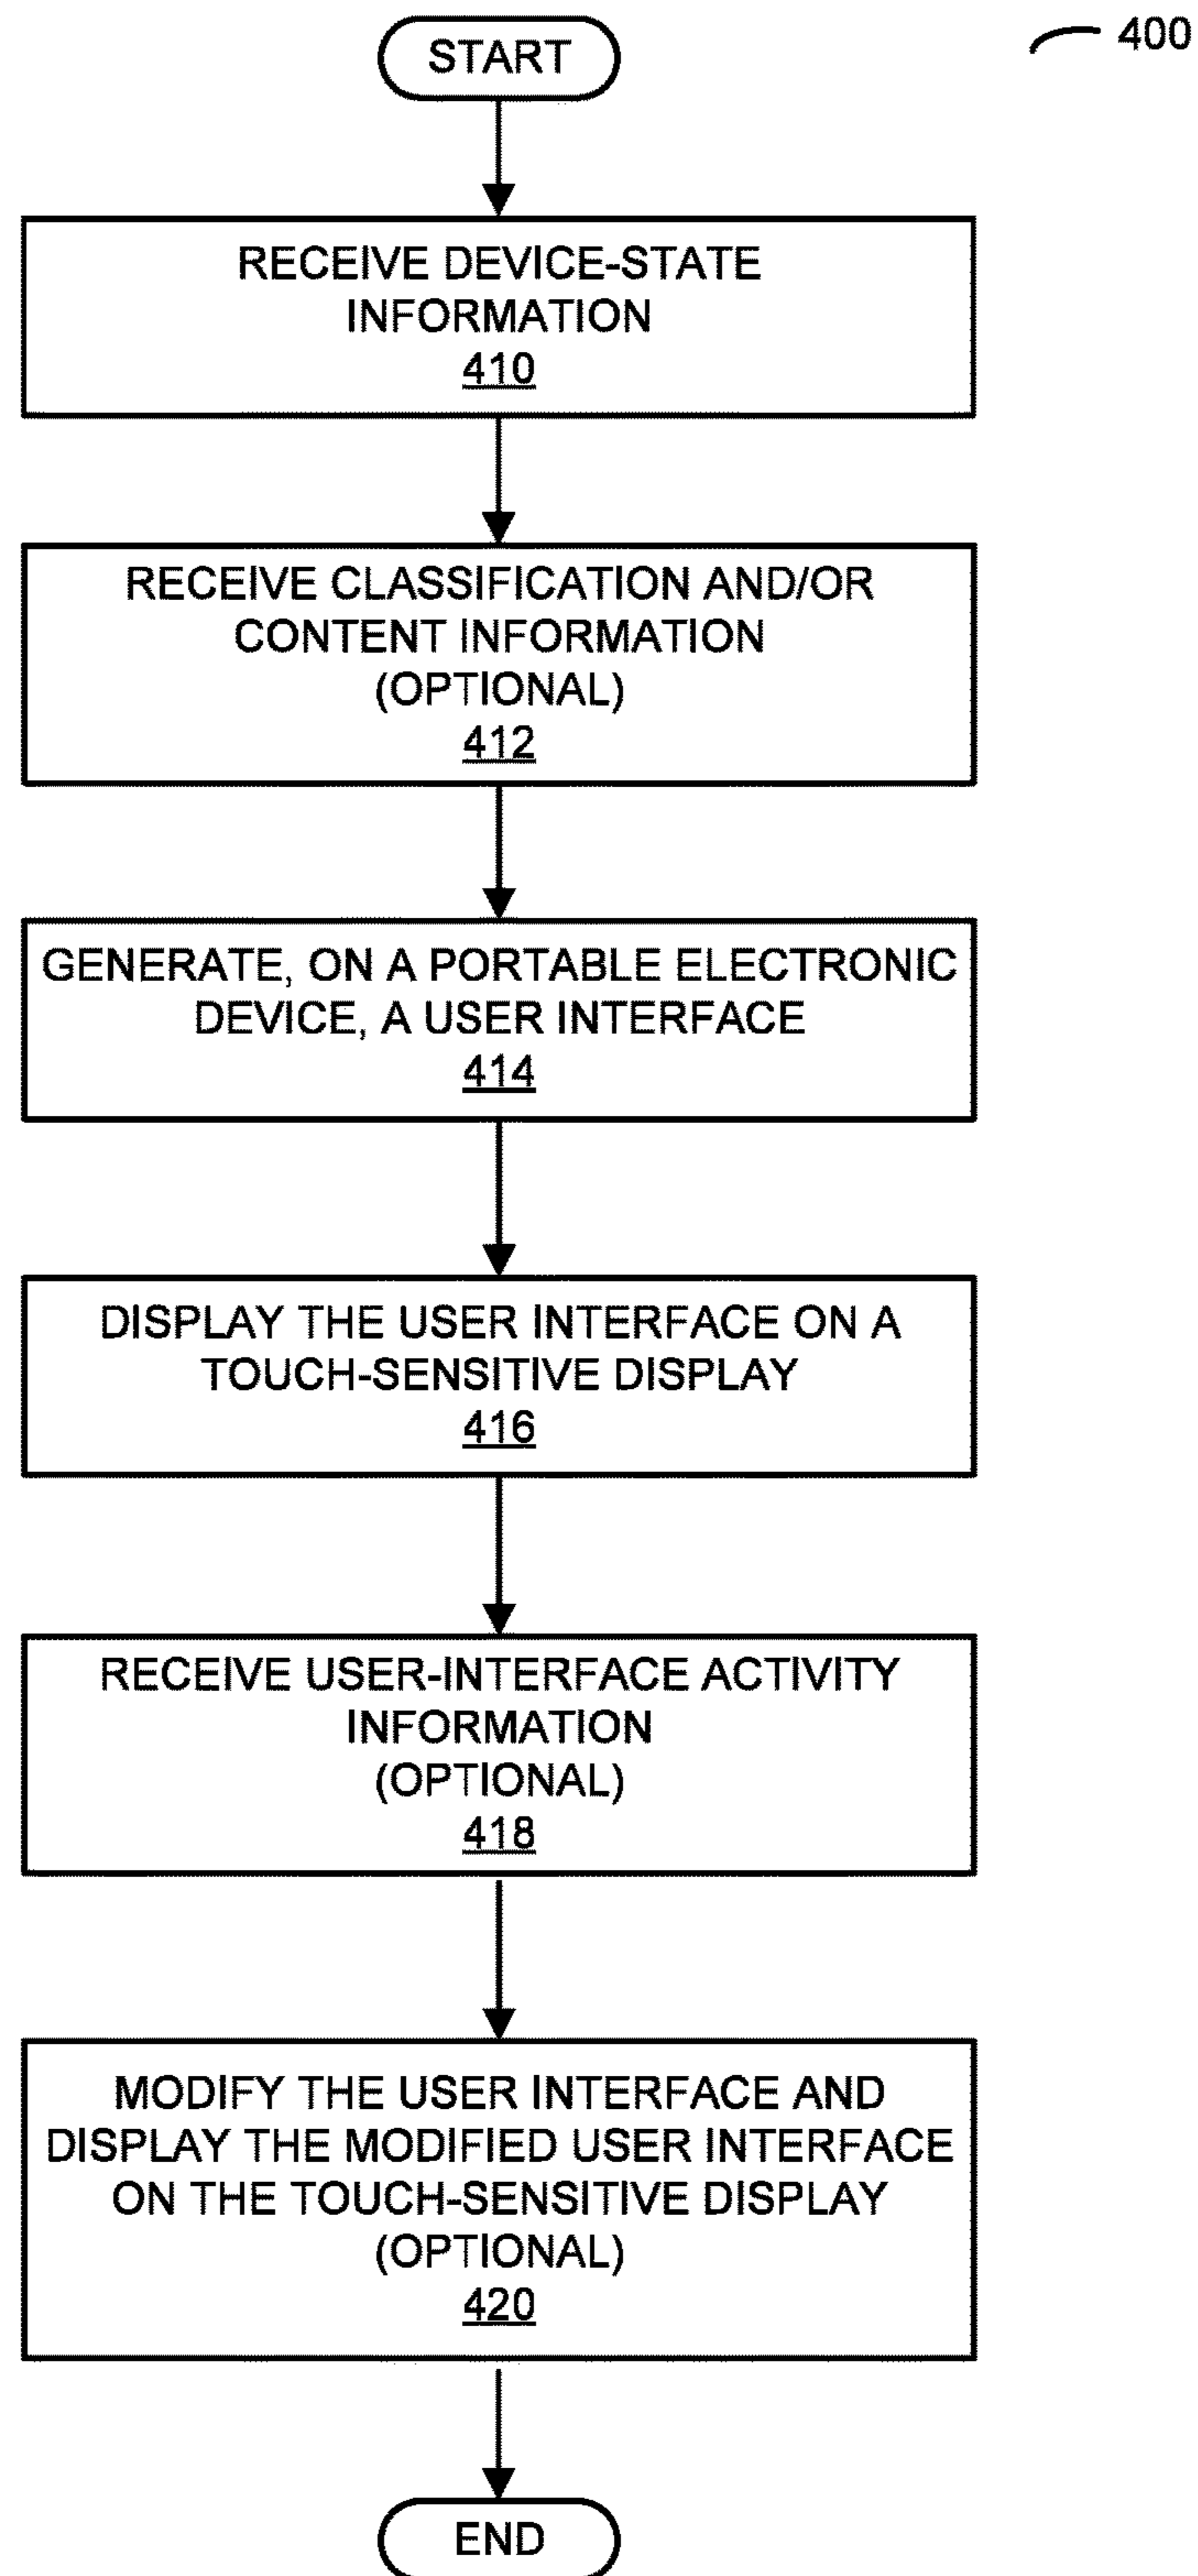 START
400
RECEIVE DEVICE-STATE
INFORMATION
410
RECEIVE CLASSIFICATION AND/OR
CONTENT INFORMATION
(OPTIONAL)
412
GENERATE, ON A PORTABLE ELECTRONIC
DEVICE, A USER INTERFACE
414
DISPLAY THE USER INTERFACE ON A
TOUCH-SENSITIVE DISPLAY
416
RECEIVE USER-INTERFACE ACTIVITY
INFORMATION
(OPTIONAL)
418
MODIFY THE USER INTERFACE AND
DISPLAY THE MODIFIED USER INTERFACE
ON THE TOUCH-SENSITIVE DISPLAY
(OPTIONAL)
420
END